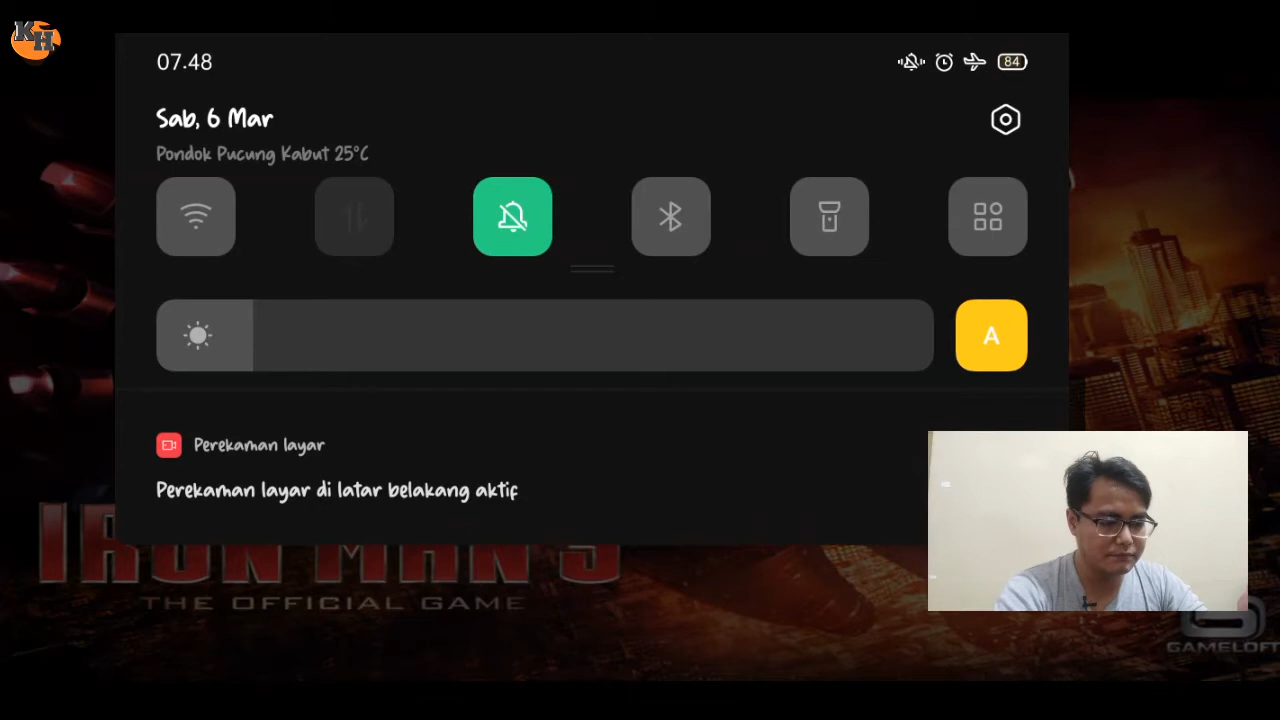 KH
07.48
84
Sab, 6 Mar
Pondok Pucung Kabut 25°C
A
Perekaman layar
Perekaman layar di latar belakang aktif
IRON MAN 3
THE OFFICIAL GAME
GAMELOFT